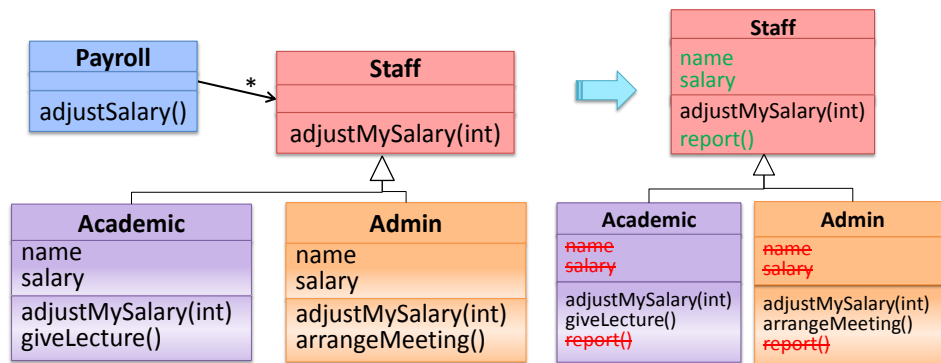 Payroll
adjustSalary()
*
Staff
adjustMySalary(int)
Academic
name
salary
adjustMySalary(int)
giveLecture()
Admin
name
salary
adjustMySalary(int)
arrangeMeeting()
Staff
name
salary
adjustMySalary(int)
report()
Academic
name
salary
adjustMySalary(int)
giveLecture()
report()
Admin
name
salary
adjustMySalary(int)
arrangeMeeting()
report()